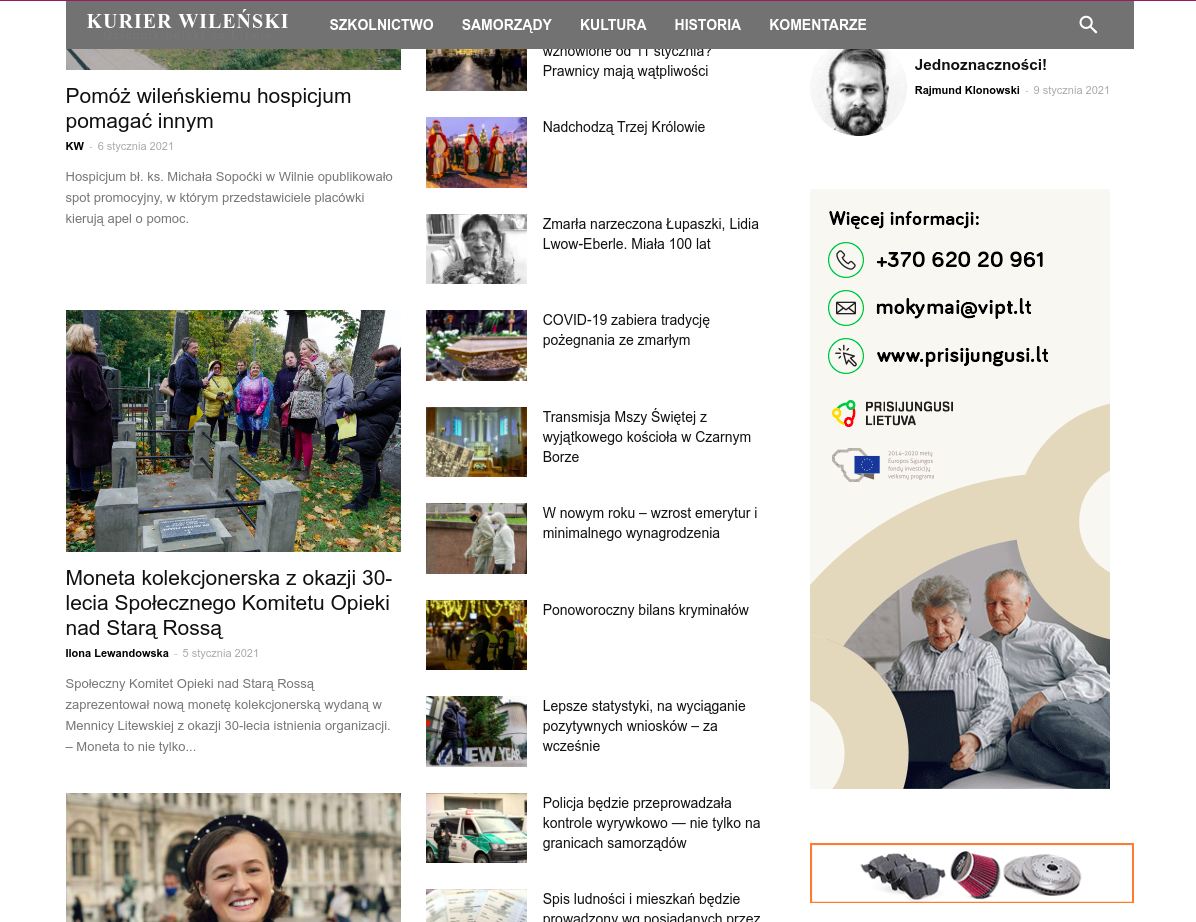 KURIER WILEŃSKI
SZKOLNICTWO SAMORZĄDY KULTURA HISTORIA KOMENTARZE
Pomóż wileńskiemu hospicjum
pomagać innym
KW - 6 stycznia 2021
Hospicjum bł. ks. Michała Sopoćki w Wilnie opublikowało
spot promocyjny, w którym przedstawiciele placówki
kierują apel o pomoc.
Moneta kolekcjonerska z okazji 30-
lecia Społecznego Komitetu Opieki
nad Starą Rossą
Ilona Lewandowska - 5 stycznia 2021
Społeczny Komitet Opieki nad Starą Rossą
zaprezentował nową monetę kolekcjonerską wydaną w
Mennicy Litewskiej z okazji 30-lecia istnienia organizacji.
– Moneta to nie tylko...
wznowione od 11 stycznia?
Prawnicy mają wątpliwości
Nadchodzą Trzej Królowie
Zmarła narzeczona Łupaszki, Lidia
Lwow-Eberle. Miała 100 lat
COVID-19 zabiera tradycję
pożegnania ze zmarłym
Transmisja Mszy Świętej z
wyjątkowego kościoła w Czarnym
Borze
W nowym roku – wzrost emerytur i
minimalnego wynagrodzenia
Ponoworoczny bilans kryminałów
Lepsze statystyki, na wyciąganie
pozytywnych wniosków – za
wcześnie
NEW YEAR
Policja będzie przeprowadzała
kontrole wyrywkowo — nie tylko na
granicach samorządów
Spis ludności i mieszkań będzie
prowadzony wg posiadanych przez
Jednoznaczności!
Rajmund Klonowski - 9 stycznia 2021
Więcej informacji:
+370 620 20 961
mokymai@vipt.lt
www.prisijungusi.lt
PRISIJUNGUSI
LIETUVA
2014-2020 metų
Europos Sąjungos
fondų investicijų
veiksmų programa